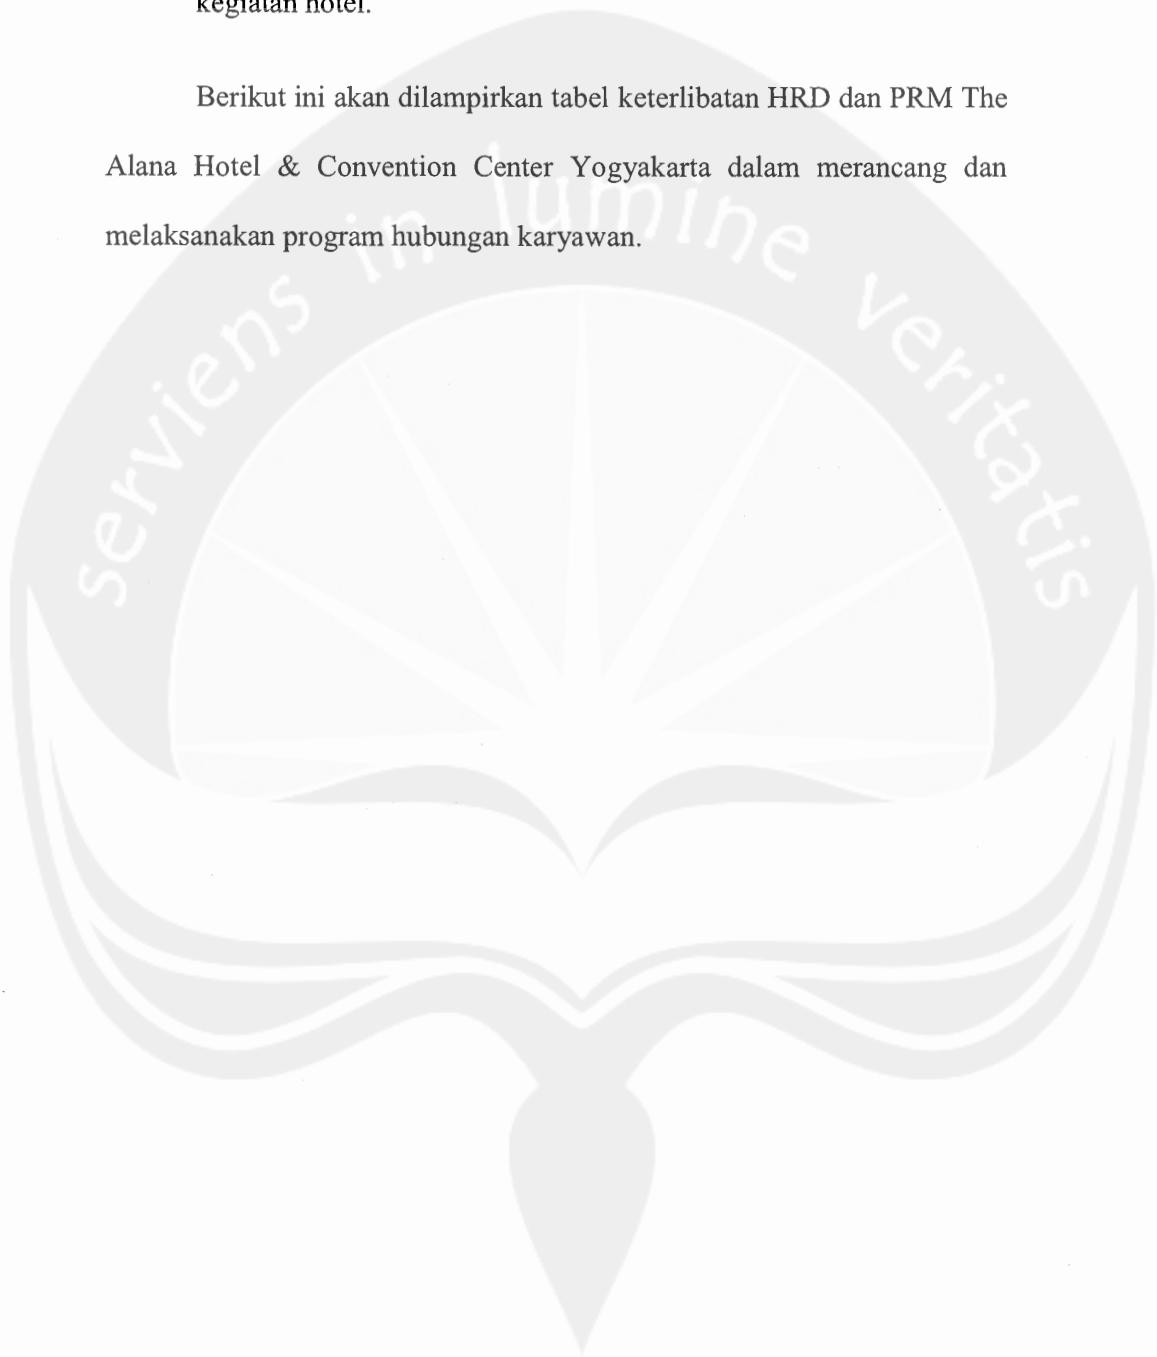 kegiatan hotel.
Berikut ini akan dilampirkan tabel keterlibatan HRD dan PRM The
Alana Hotel & Convention Center Yogyakarta dalam merancang dan
melaksanakan program hubungan karyawan.
serviens in lumine veritatis